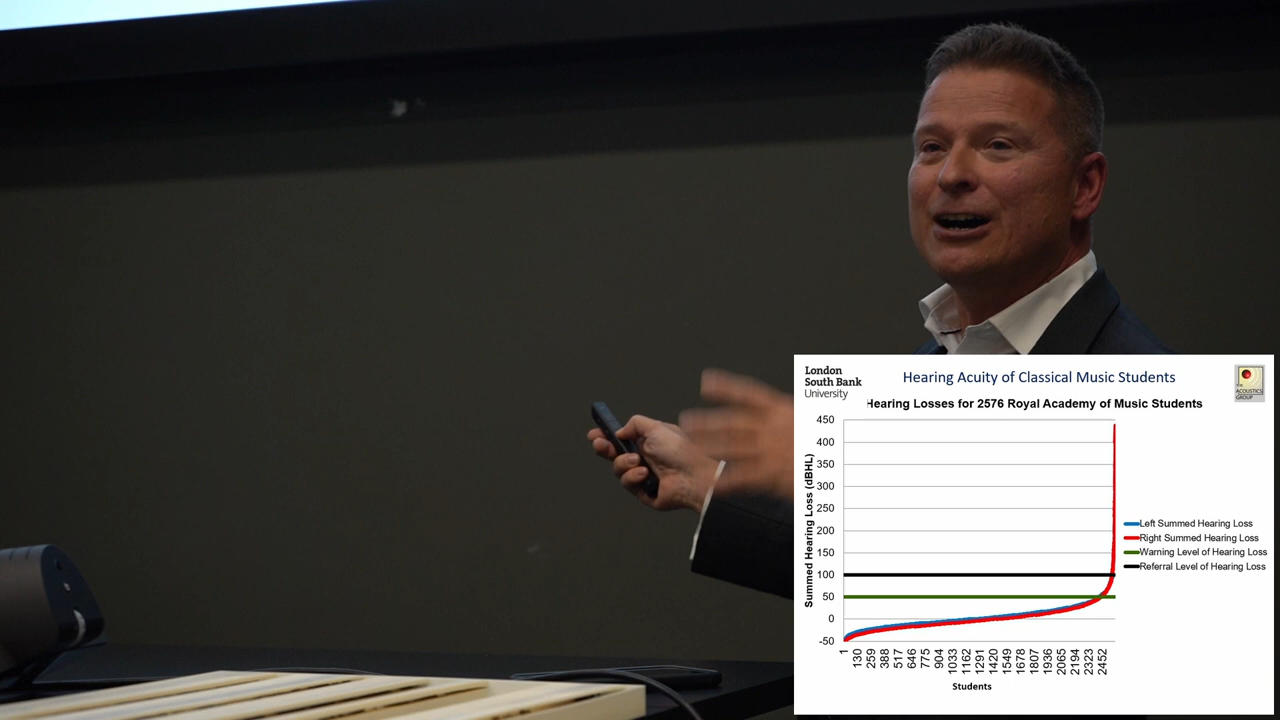 London
South Bank
University
Hearing Acuity of Classical Music Students
THE
ACOUSTICS
GROUP
Hearing Losses for 2576 Royal Academy of Music Students
Summed Hearing Loss (dBHL)
450
400
350
300
250
200
150
100
50
0
-50
1
130
259
388
517
646
775
904
1033
1162
1291
1420
1549
1678
1807
1936
2065
2194
2323
2452
Students
Left Summed Hearing Loss
Right Summed Hearing Loss
Warning Level of Hearing Loss
Referral Level of Hearing Loss